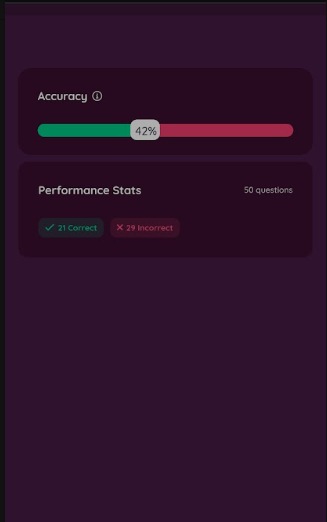 Accuracy
42%
Performance Stats
50 questions
21 Correct
29 Incorrect